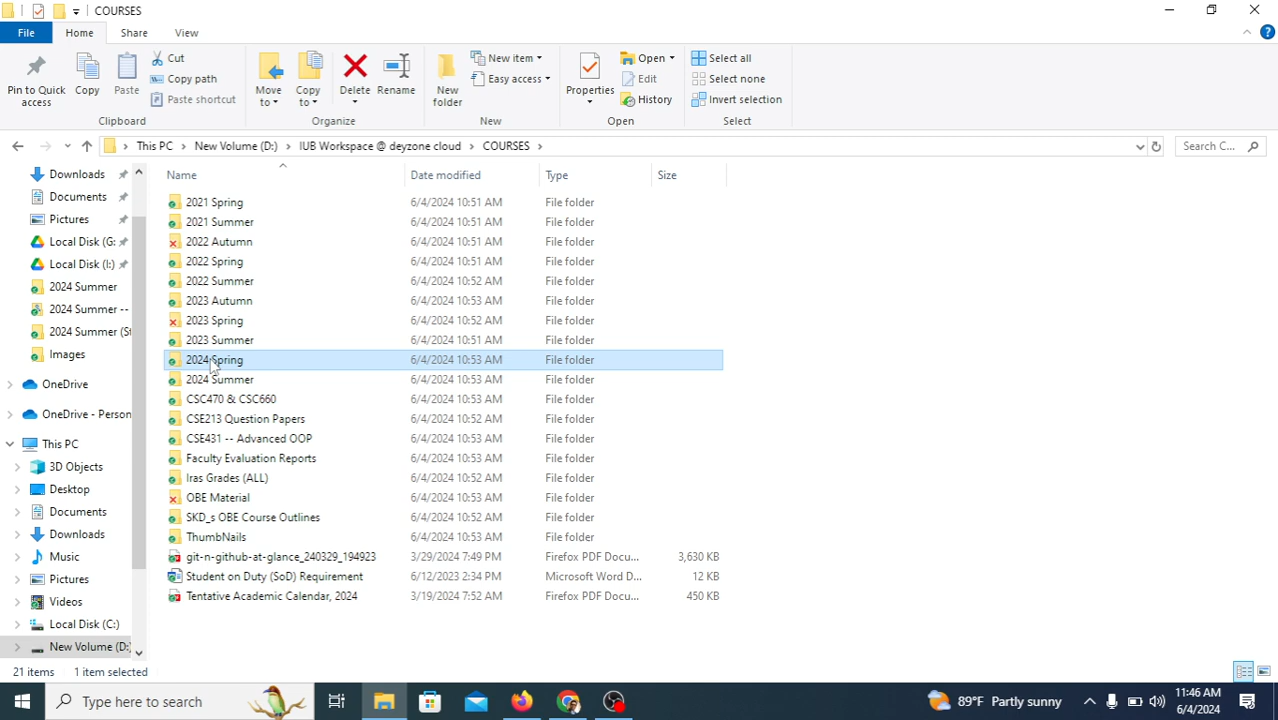 COURSES
File Home Share View
Pin to Quick access
Copy
Paste
Cut
Copy path
Paste shortcut
Clipboard
Move to
Copy to
Delete
Rename
Organize
New folder
New item
Easy access
New
Properties
Open
Edit
History
Open
Select all
Select none
Invert selection
Select
This PC > New Volume (D:) > IUB Workspace @ deyzone cloud > COURSES >
Search C...
Downloads
Documents
Pictures
Local Disk (G:
Local Disk (I:)
2024 Summer
2024 Summer --
2024 Summer (St
Images
OneDrive
OneDrive - Person
This PC
3D Objects
Desktop
Documents
Downloads
Music
Pictures
Videos
Local Disk (C:)
New Volume (D:)
Name Date modified Type Size
2021 Spring 6/4/2024 10:51 AM File folder
2021 Summer 6/4/2024 10:51 AM File folder
2022 Autumn 6/4/2024 10:51 AM File folder
2022 Spring 6/4/2024 10:51 AM File folder
2022 Summer 6/4/2024 10:52 AM File folder
2023 Autumn 6/4/2024 10:53 AM File folder
2023 Spring 6/4/2024 10:52 AM File folder
2023 Summer 6/4/2024 10:51 AM File folder
2024 Spring 6/4/2024 10:53 AM File folder
2024 Summer 6/4/2024 10:53 AM File folder
CSC470 & CSC660 6/4/2024 10:53 AM File folder
CSE213 Question Papers 6/4/2024 10:52 AM File folder
CSE431 -- Advanced OOP 6/4/2024 10:53 AM File folder
Faculty Evaluation Reports 6/4/2024 10:53 AM File folder
Iras Grades (ALL) 6/4/2024 10:52 AM File folder
OBE Material 6/4/2024 10:53 AM File folder
SKD_s OBE Course Outlines 6/4/2024 10:52 AM File folder
ThumbNails 6/4/2024 10:53 AM File folder
git-n-github-at-glance_240329_194923 3/29/2024 7:49 PM Firefox PDF Docu... 3,630 KB
Student on Duty (SoD) Requirement 6/12/2023 2:34 PM Microsoft Word D... 12 KB
Tentative Academic Calendar, 2024 3/19/2024 7:52 AM Firefox PDF Docu... 450 KB
21 items 1 item selected
Type here to search
89°F Partly sunny
11:46 AM
6/4/2024